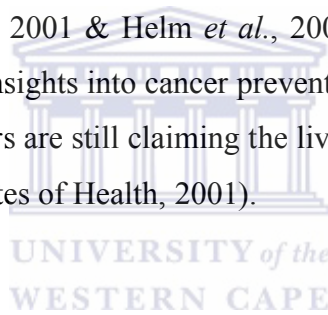 2001 & Helm et al., 200
nsights into cancer prevent
rs are still claiming the liv
tes of Health, 2001).
UNIVERSITY of the
WESTERN CAPE